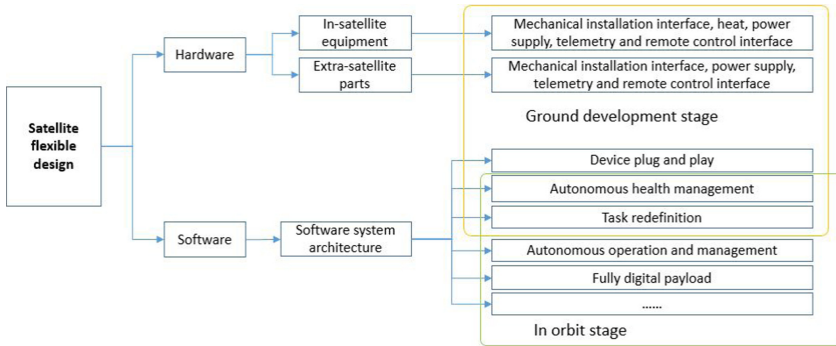 Satellite
flexible
design
Hardware
In-satellite
equipment
Mechanical installation interface, heat, power
supply, telemetry and remote control interface
Extra-satellite
parts
Mechanical installation interface, power supply,
telemetry and remote control interface
Ground development stage
Software
Software system
architecture
Device plug and play
Autonomous health management
Task redefinition
Autonomous operation and management
Fully digital payload
......
In orbit stage